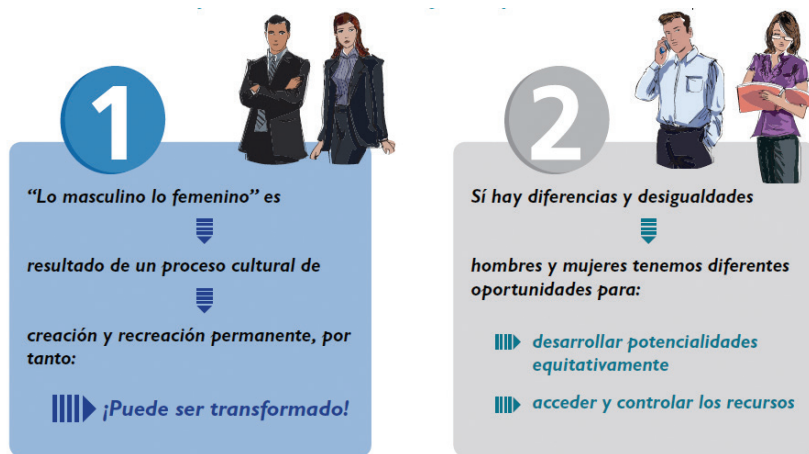 1
“Lo masculino lo femenino” es
resultado de un proceso cultural de
creación y recreación permanente, por
tanto:
¡Puede ser transformado!
2
Sí hay diferencias y desigualdades
hombres y mujeres tenemos diferentes
oportunidades para:
desarrollar potencialidades
equitativamente
acceder y controlar los recursos